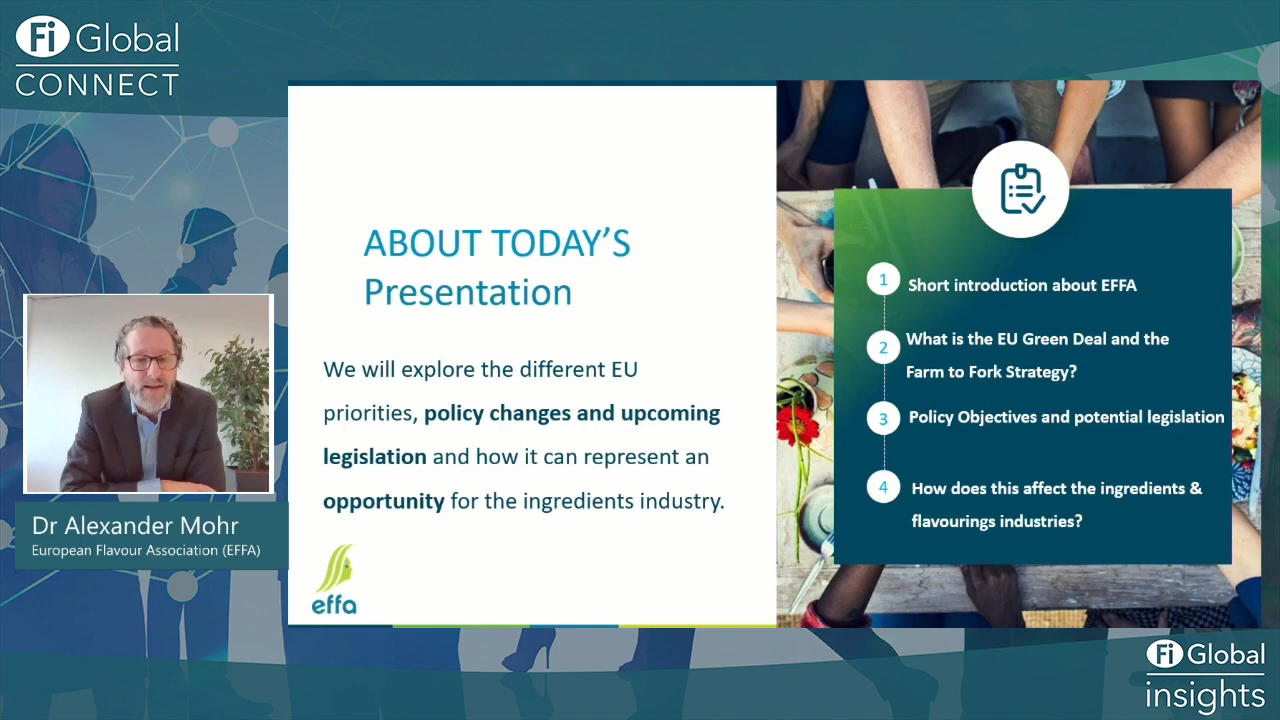 Fi Global
CONNECT
ABOUT TODAY’S
Presentation
We will explore the different EU
priorities, policy changes and upcoming
legislation and how it can represent an
opportunity for the ingredients industry.
effa
1
Short introduction about EFFA
2
What is the EU Green Deal and the
Farm to Fork Strategy?
3
Policy Objectives and potential legislation
4
How does this affect the ingredients &
flavourings industries?
Dr Alexander Mohr
European Flavour Association (EFFA)
Fi Global
insights